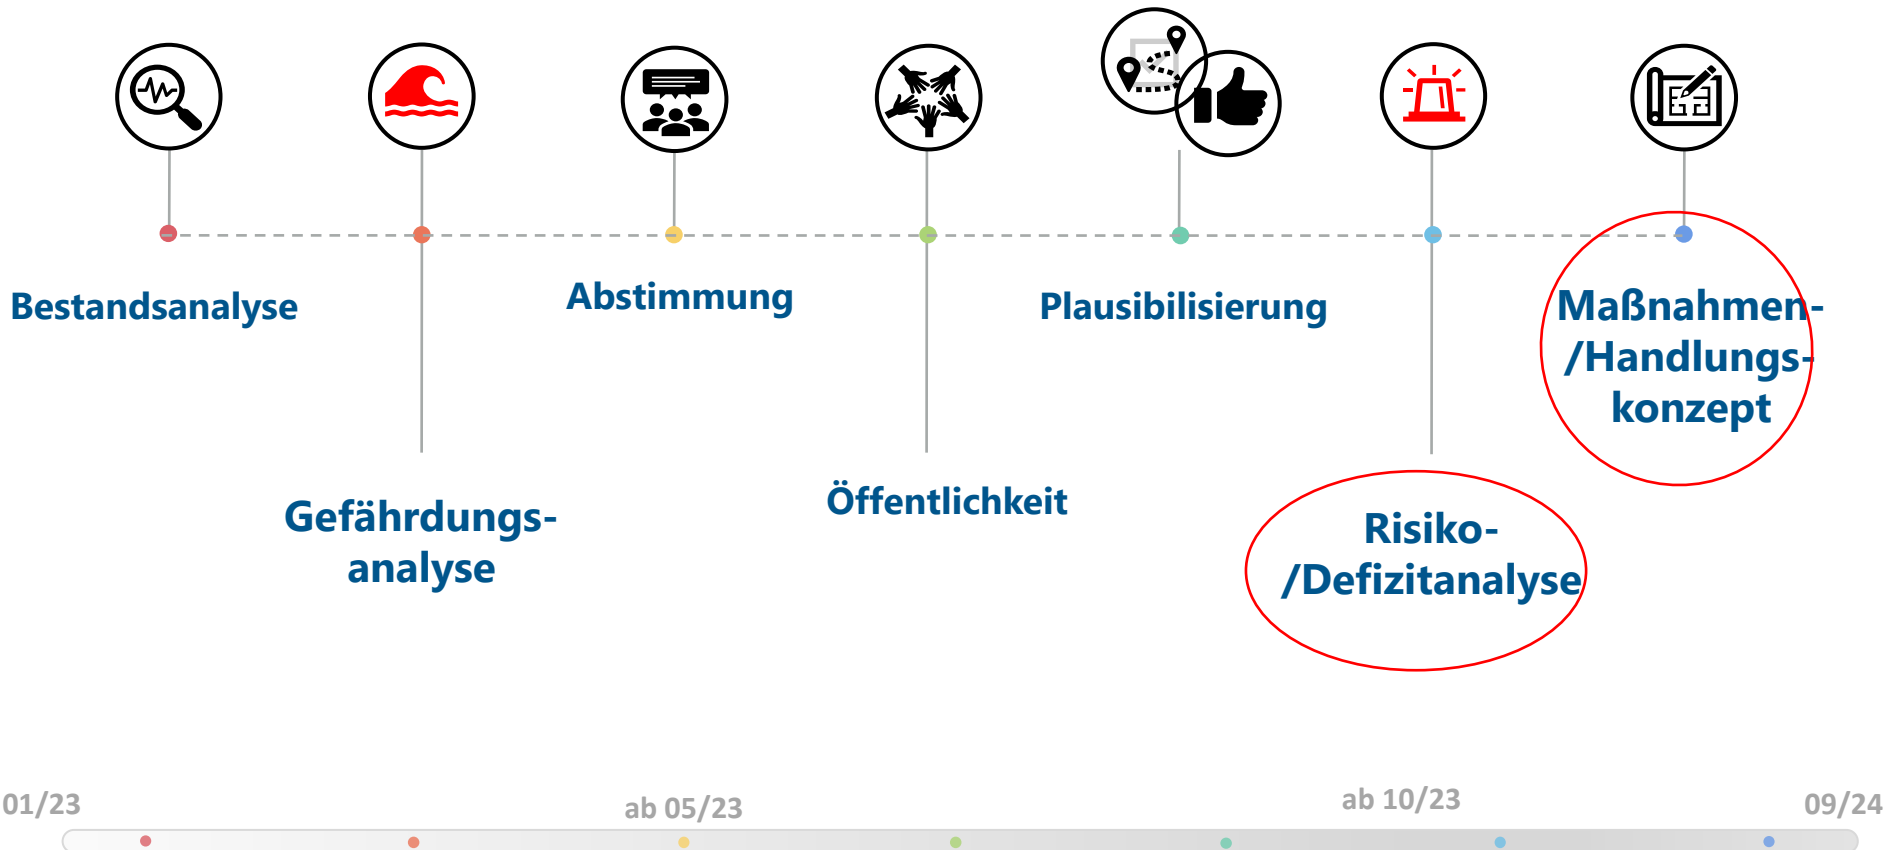 Bestandsanalyse
Gefährdungs-
analyse
Abstimmung
Öffentlichkeit
Plausibilisierung
Risiko-
/Defizitanalyse
Maßnahmen-
/Handlungs-
konzept
01/23
ab 05/23
ab 10/23
09/24